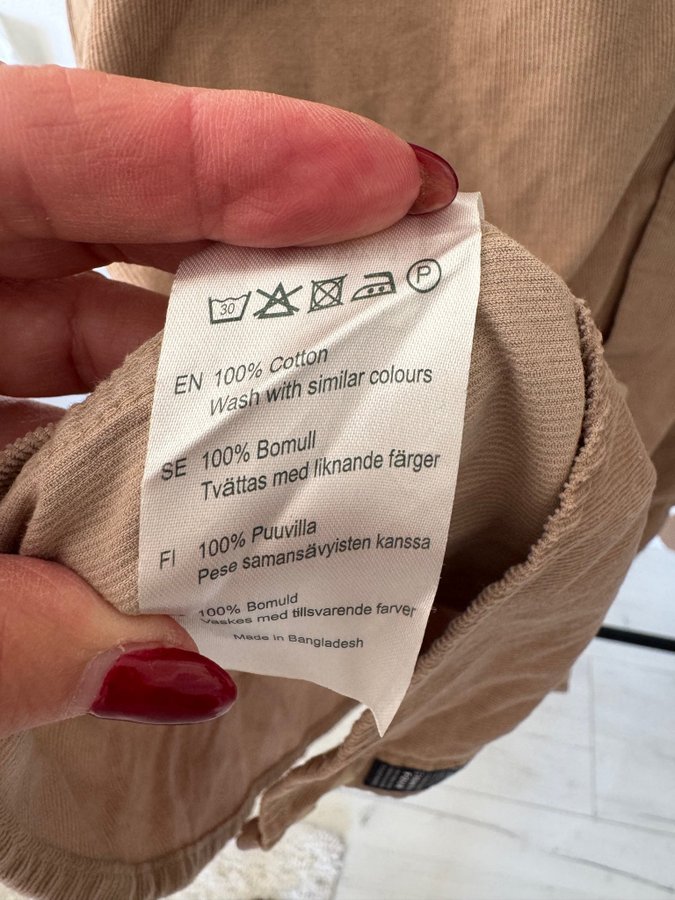 30 P
EN 100% Cotton
Wash with similar colours
SE 100% Bomull
Tvättas med liknande färger
FI 100% Puuvilla
Pese samansävyisten kanssa
100% Bomuld
Vaskes med tillsvarende farver
Made in Bangladesh